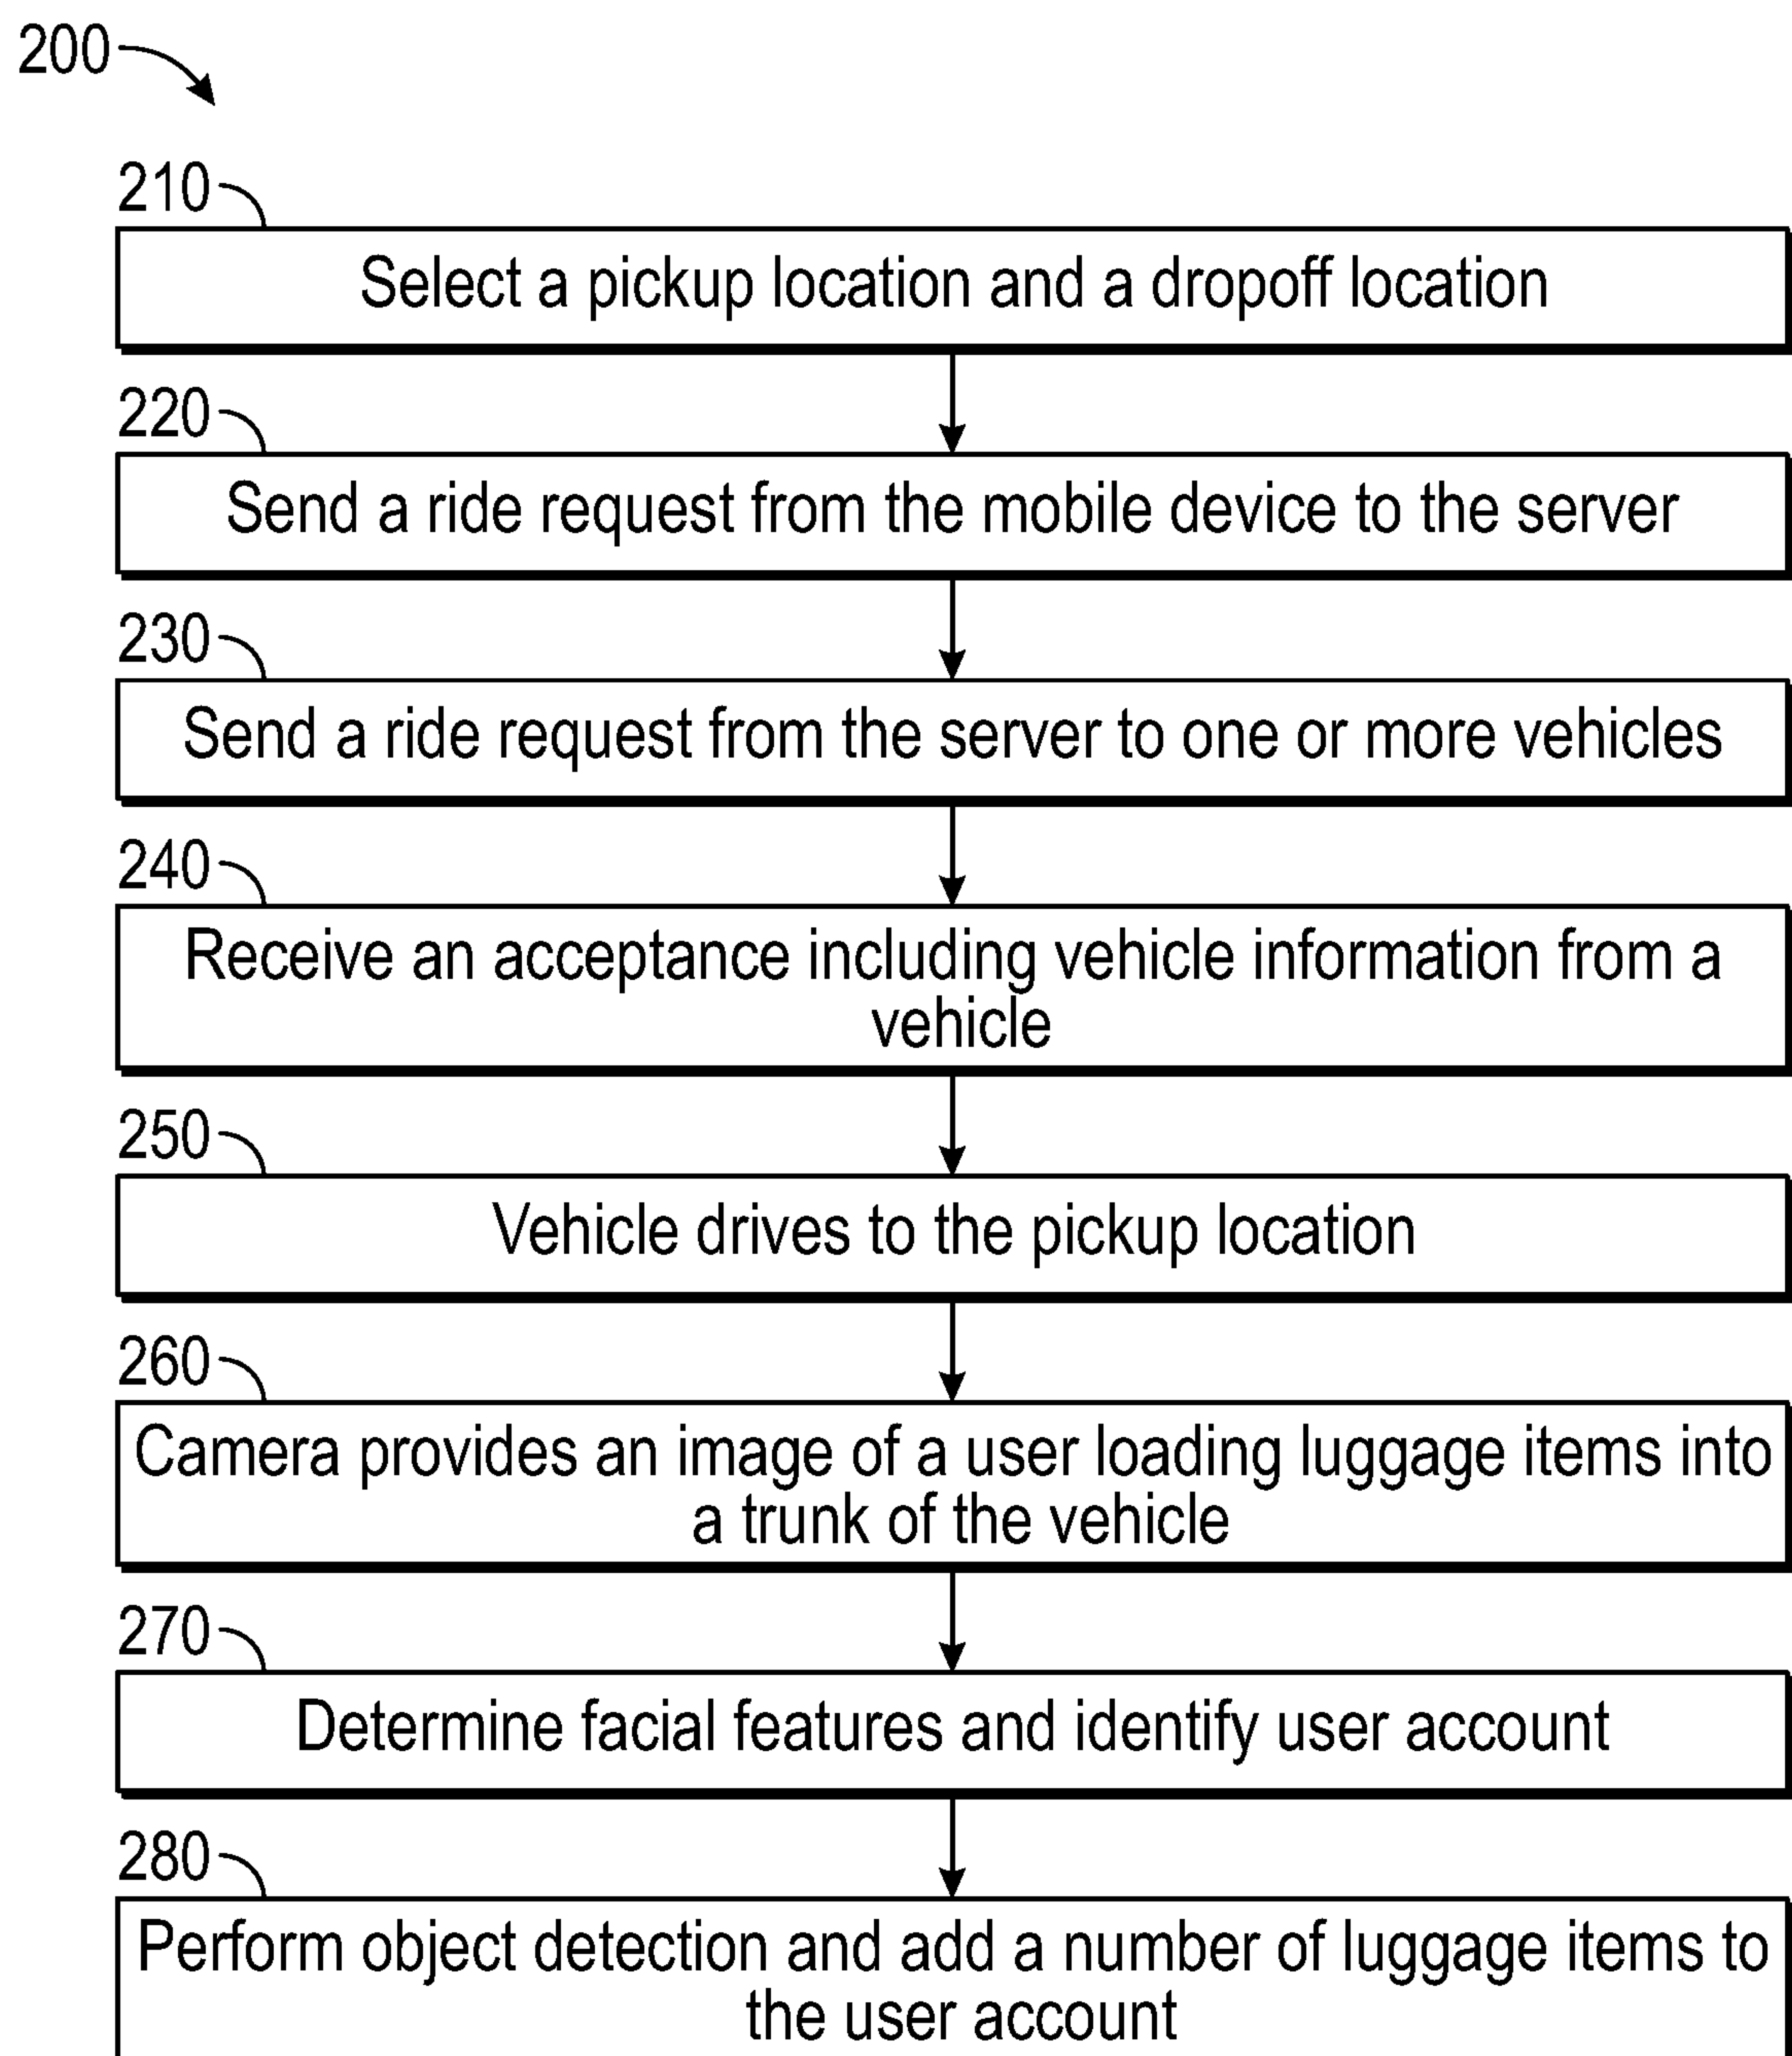 200
210
Select a pickup location and a dropoff location
220
Send a ride request from the mobile device to the server
230
Send a ride request from the server to one or more vehicles
240
Receive an acceptance including vehicle information from a
vehicle
250
Vehicle drives to the pickup location
260
Camera provides an image of a user loading luggage items into
a trunk of the vehicle
270
Determine facial features and identify user account
280
Perform object detection and add a number of luggage items to
the user account